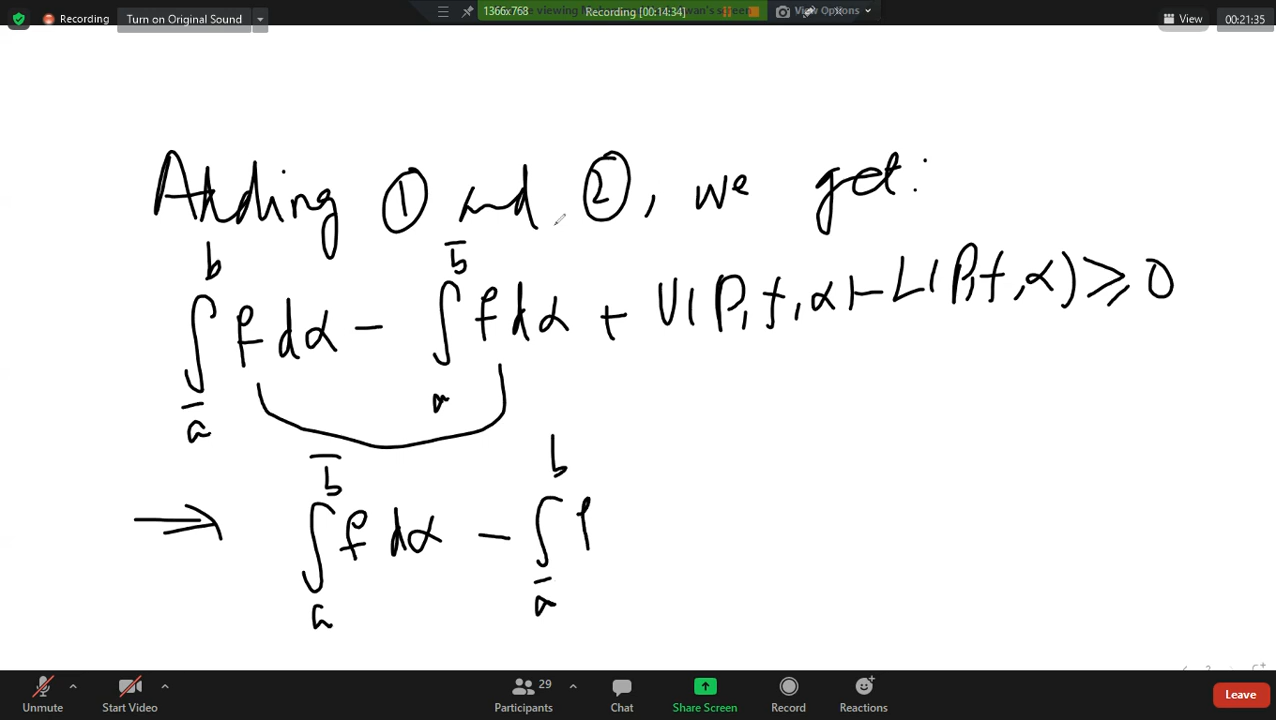 Recording
Turn on Original Sound
1366x768
Recording [00:14:34]
View Options
View
00:21:35
Adding ① and ②, we get:
b b̅
∫ f dα - ∫ f dα + U(P, f, α) - L(P, f, α) ≥ 0
a̅ a
b̅ b
⇒ ∫ f dα - ∫ f
a a̅
Unmute
Start Video
29
Participants
Chat
Share Screen
Record
Reactions
Leave